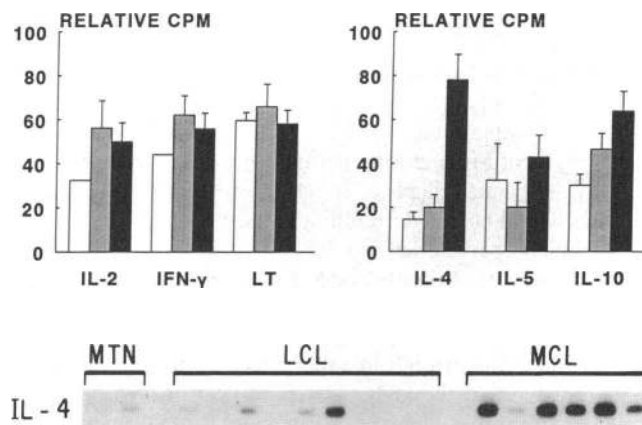 RELATIVE CPM
100
80
60
40
20
0
IL-2 IFN-γ LT
RELATIVE CPM
100
80
60
40
20
0
IL-4 IL-5 IL-10
MTN LCL MCL
IL-4